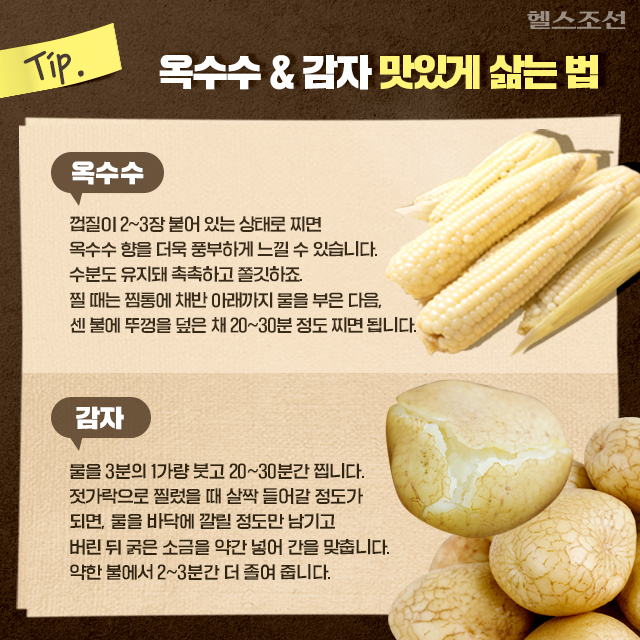 헬스조선
Tip.
옥수수 & 감자 맛있게 삶는 법
옥수수
껍질이 2~3장 붙어 있는 상태로 찌면
옥수수 향을 더욱 풍부하게 느낄 수 있습니다.
수분도 유지돼 촉촉하고 쫄깃하죠.
찔 때는 찜통에 채반 아래까지 물을 부은 다음,
센 불에 뚜껑을 덮은 채 20~30분 정도 찌면 됩니다.
감자
물을 3분의 1가량 붓고 20~30분간 찝니다.
젓가락으로 찔렀을 때 살짝 들어갈 정도가
되면, 물을 바닥에 깔릴 정도만 남기고
버린 뒤 굵은 소금을 약간 넣어 간을 맞춥니다.
약한 불에서 2~3분간 더 졸여 줍니다.